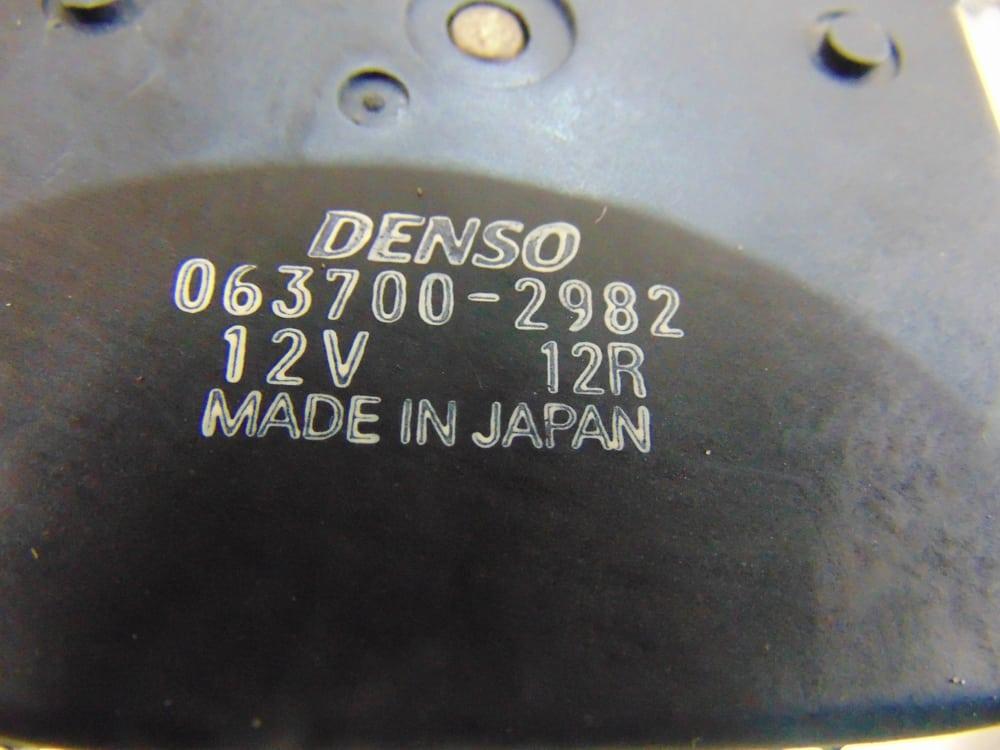 DENSO
063700-2982
12V 12R
MADE IN JAPAN